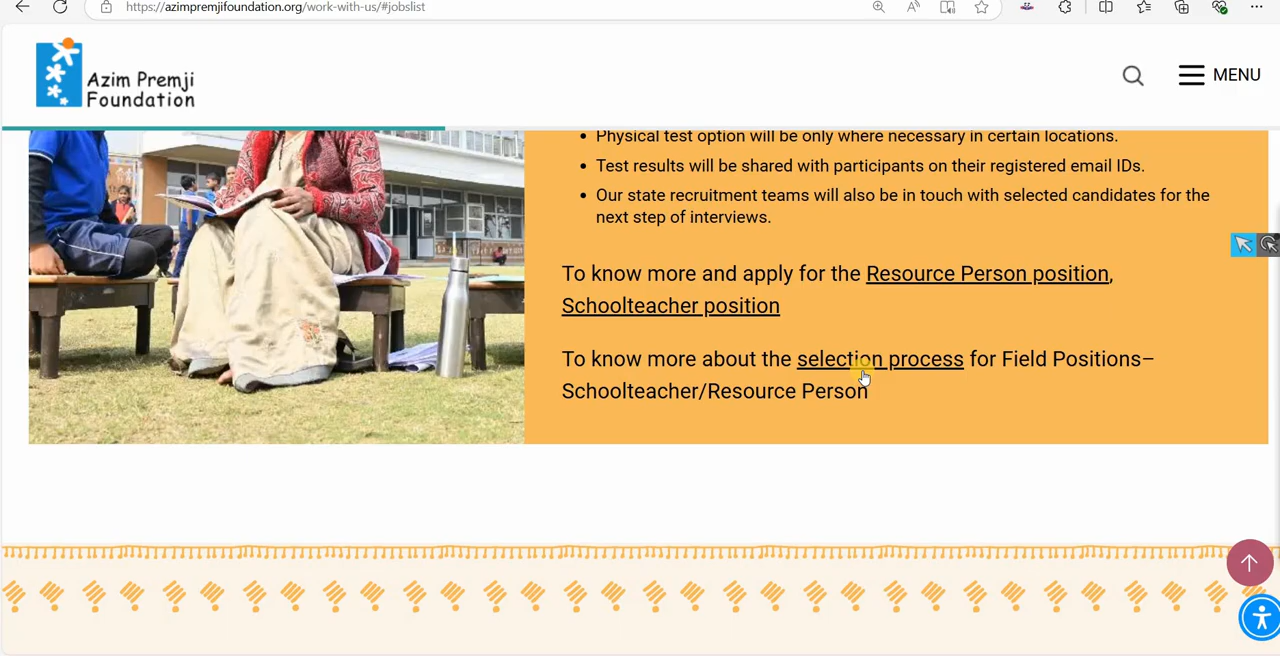 https://azimpremjifoundation.org/work-with-us/#jobslist
Azim Premji
Foundation
MENU
• Physical test option will be only where necessary in certain locations.
• Test results will be shared with participants on their registered email IDs.
• Our state recruitment teams will also be in touch with selected candidates for the
next step of interviews.
To know more and apply for the Resource Person position,
Schoolteacher position
To know more about the selection process for Field Positions–
Schoolteacher/Resource Person